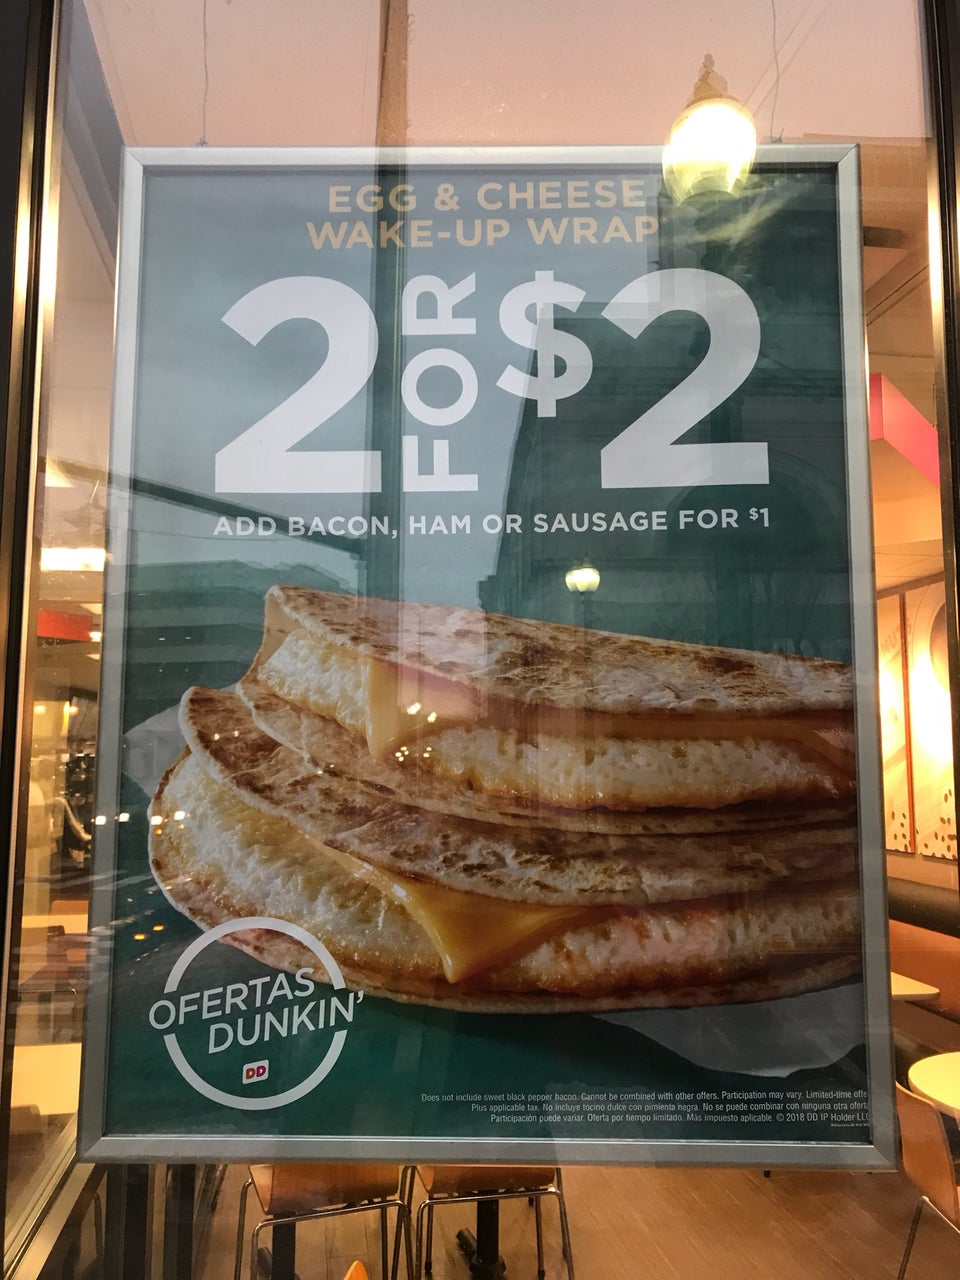 EGG & CHEESE
WAKE-UP WRAP
2 FOR $2
ADD BACON, HAM OR SAUSAGE FOR $1
OFERTAS
DUNKIN'
DD
Does not include sweet black pepper bacon. Cannot be combined with other offers. Participation may vary. Limited-time offe
Plus applicable tax. No incluye tocino dulce con pimienta negra. No se puede combinar con ninguna otra ofert
Participación puede variar. Oferta por tiempo limitado. Más impuesto aplicable. © 2018 DD IP Holder LLC